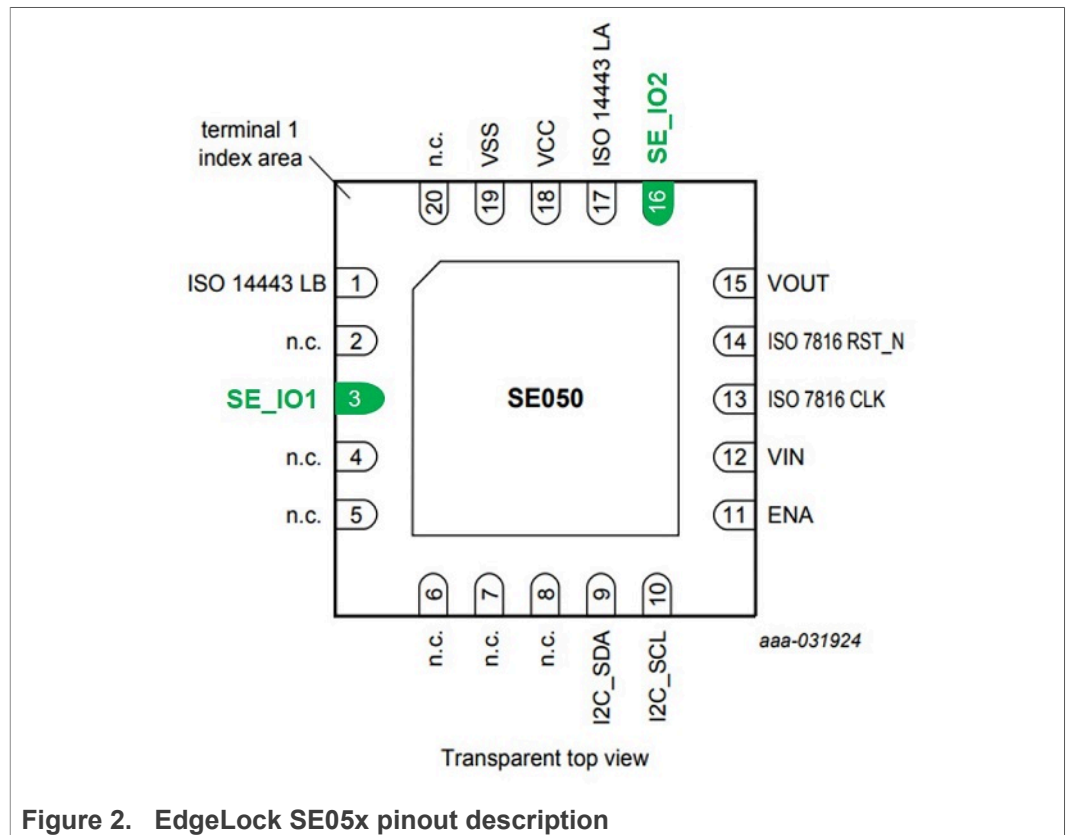 terminal 1
index area
n.c.
VSS
VCC
ISO 14443 LA
SE_IO2
20
19
18
17
16
ISO 14443 LB 1
n.c. 2
SE_IO1 3
n.c. 4
n.c. 5
SE050
15 VOUT
14 ISO 7816 RST_N
13 ISO 7816 CLK
12 VIN
11 ENA
6
7
8
9
10
n.c.
n.c.
n.c.
I2C_SDA
I2C_SCL
aaa-031924
Transparent top view
Figure 2. EdgeLock SE05x pinout description